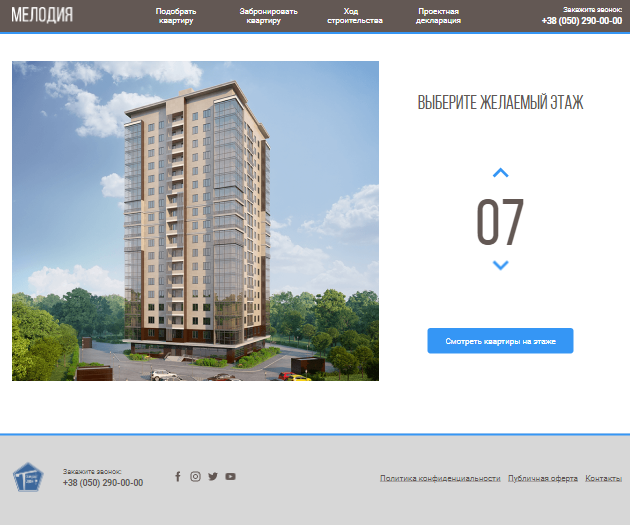 МЕЛОДИЯ
Подобрать
квартиру
Забронировать
квартиру
Ход
строительства
Проектная
декларация
Закажите звонок:
+38 (050) 290-00-00
ВЫБЕРИТЕ ЖЕЛАЕМЫЙ ЭТАЖ
07
Смотреть квартиры на этаже
Закажите звонок:
+38 (050) 290-00-00
Политика конфиденциальности
Публичная оферта
Контакты